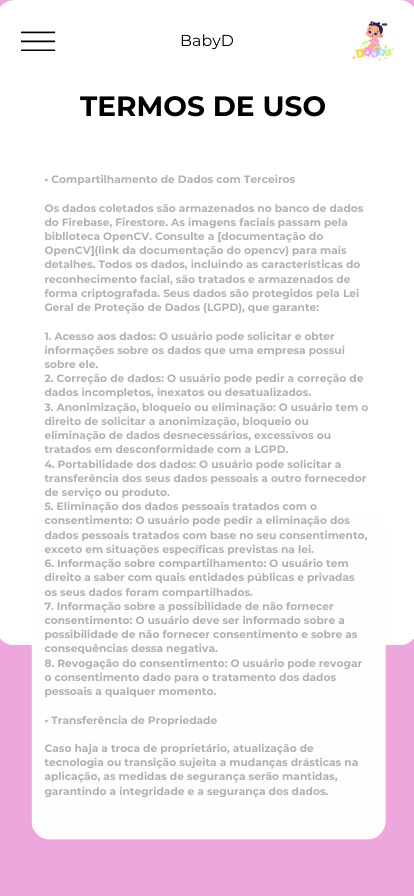 BabyD
TERMOS DE USO
• Compartilhamento de Dados com Terceiros
Os dados coletados são armazenados no banco de dados
do Firebase, Firestore. As imagens faciais passam pela
biblioteca OpenCV. Consulte a [documentação do
OpenCV](link da documentação do opencv) para mais
detalhes. Todos os dados, incluindo as características do
reconhecimento facial, são tratados e armazenados de
forma criptografada. Seus dados são protegidos pela Lei
Geral de Proteção de Dados (LGPD), que garante:
1. Acesso aos dados: O usuário pode solicitar e obter
informações sobre os dados que uma empresa possui
sobre ele.
2. Correção de dados: O usuário pode pedir a correção de
dados incompletos, inexatos ou desatualizados.
3. Anonimização, bloqueio ou eliminação: O usuário tem o
direito de solicitar a anonimização, bloqueio ou
eliminação de dados desnecessários, excessivos ou
tratados em desconformidade com a LGPD.
4. Portabilidade dos dados: O usuário pode solicitar a
transferência dos seus dados pessoais a outro fornecedor
de serviço ou produto.
5. Eliminação dos dados pessoais tratados com o
consentimento: O usuário pode pedir a eliminação dos
dados pessoais tratados com base no seu consentimento,
exceto em situações específicas previstas na lei.
6. Informação sobre compartilhamento: O usuário tem
direito a saber com quais entidades públicas e privadas
os seus dados foram compartilhados.
7. Informação sobre a possibilidade de não fornecer
consentimento: O usuário deve ser informado sobre a
possibilidade de não fornecer consentimento e sobre as
consequências dessa negativa.
8. Revogação do consentimento: O usuário pode revogar
o consentimento dado para o tratamento dos dados
pessoais a qualquer momento.
• Transferência de Propriedade
Caso haja a troca de proprietário, atualização de
tecnologia ou transição sujeita a mudanças drásticas na
aplicação, as medidas de segurança serão mantidas,
garantindo a integridade e a segurança dos dados.